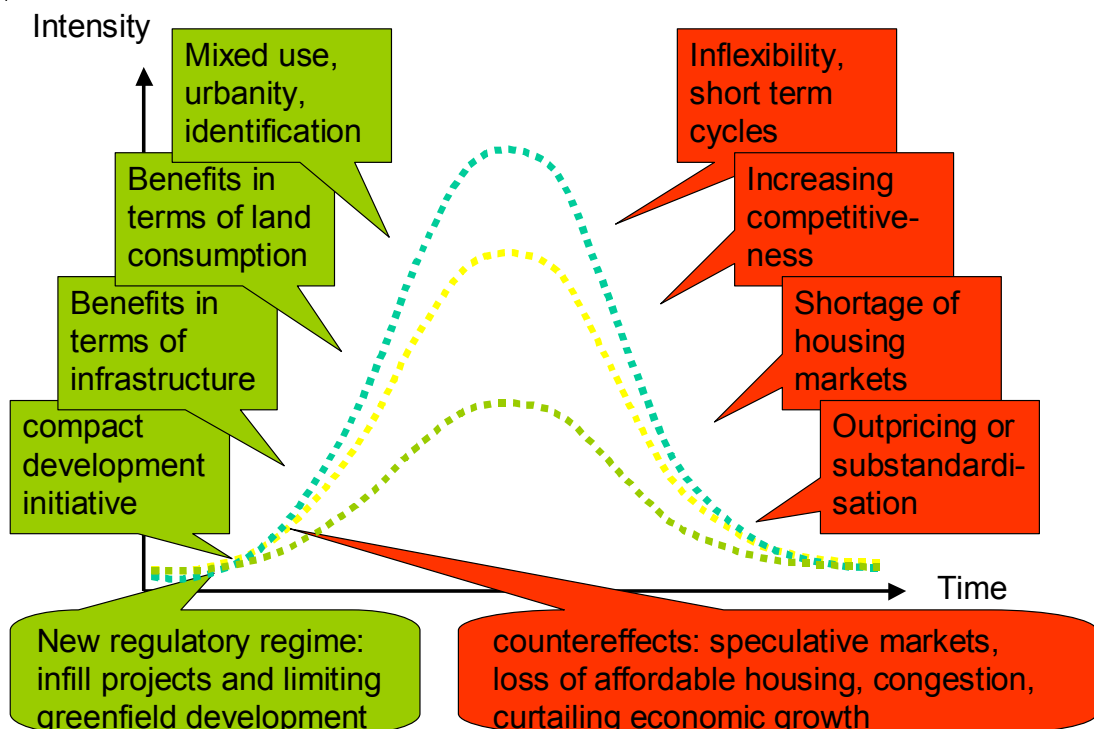 Intensity
Mixed use,
urbanity,
identification
Benefits in
terms of land
consumption
Benefits in
terms of
infrastructure
compact
development
initiative
Inflexibility,
short term
cycles
Increasing
competitive-
ness
Shortage of
housing
markets
Outpricing or
substandardi-
sation
Time
New regulatory regime:
infill projects and limiting
greenfield development
countereffects: speculative markets,
loss of affordable housing, congestion,
curtailing economic growth